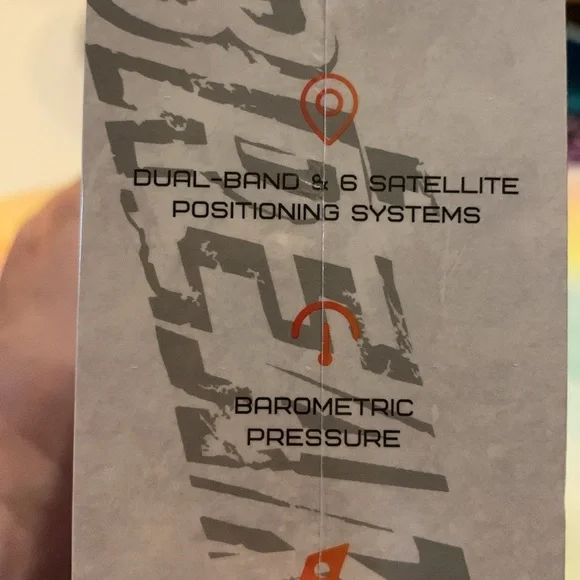 DUAL-BAND & 6 SATELLITE
POSITIONING SYSTEMS
BAROMETRIC
PRESSURE